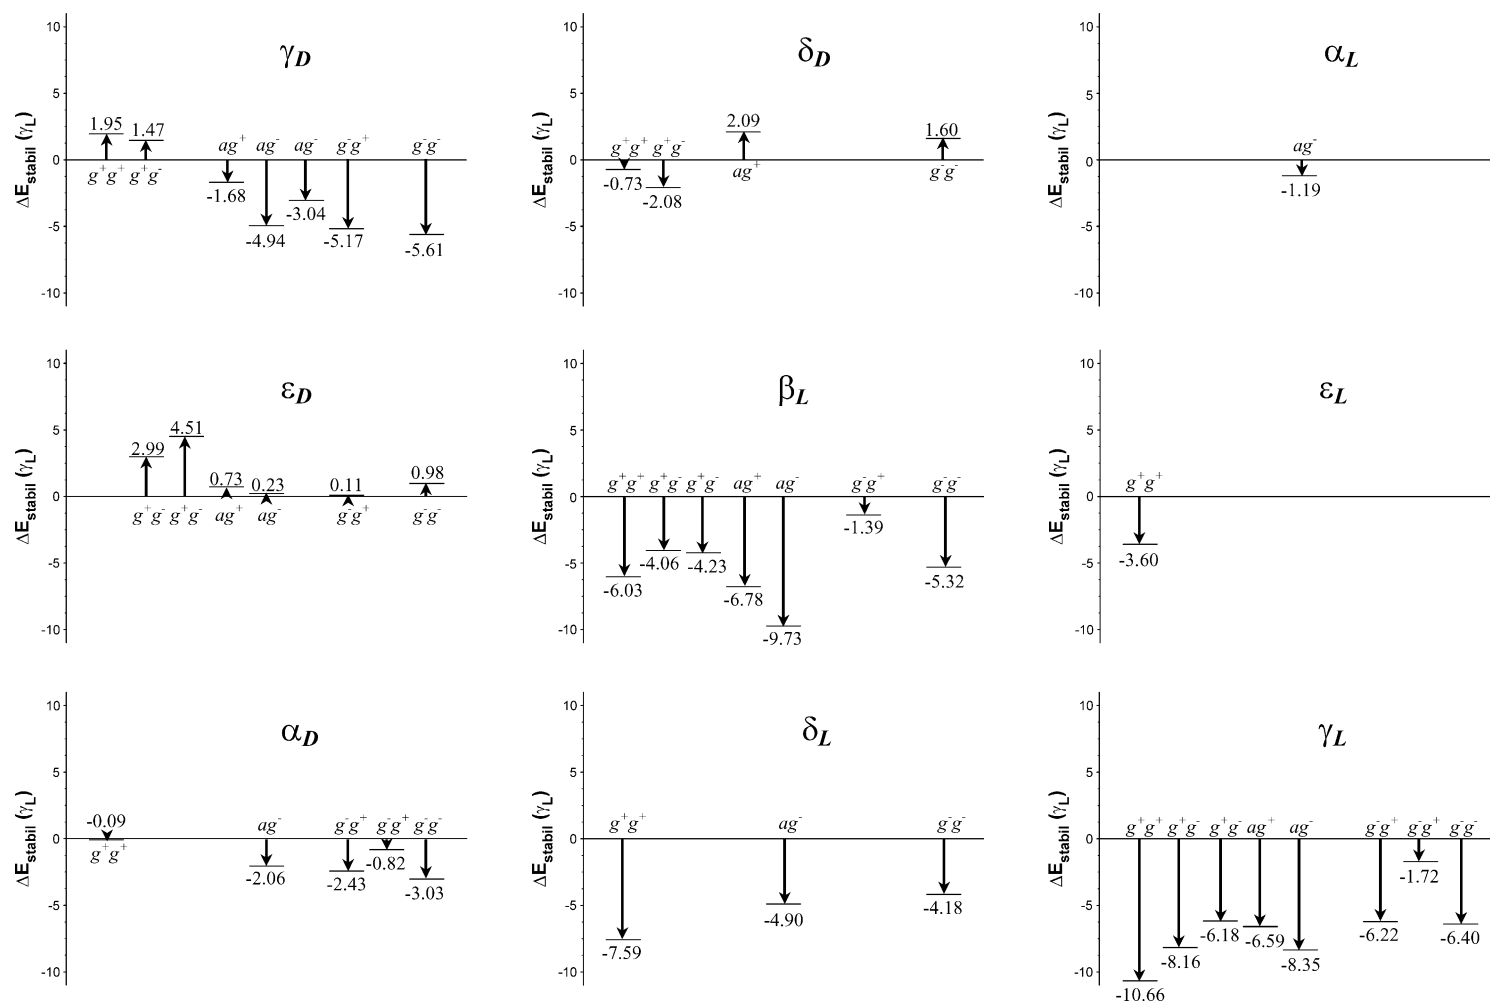 γD
ΔEstabil (γL)
10
5
0
-5
-10
1.95 1.47
g+g+ g+g-
ag+ ag- ag- g-g+ g-g-
-1.68 -4.94 -3.04 -5.17 -5.61
δD
ΔEstabil (γL)
10
5
0
-5
-10
g+g+ g+g-
-0.73 -2.08
2.09
ag+
1.60
g-g-
αL
ΔEstabil (γL)
10
5
0
-5
-10
ag-
-1.19
εD
ΔEstabil (γL)
10
5
0
-5
-10
2.99 4.51 0.73 0.23 0.11 0.98
g+g- g+g- ag+ ag- g-g+ g-g-
βL
ΔEstabil (γL)
10
5
0
-5
-10
g+g+ g+g- g+g- ag+ ag- g-g+ g-g-
-6.03 -4.06 -4.23 -6.78 -9.73 -1.39 -5.32
εL
ΔEstabil (γL)
10
5
0
-5
-10
g+g+
-3.60
αD
ΔEstabil (γL)
10
5
0
-5
-10
-0.09
g+g+
ag- g-g+ g-g+ g-g-
-2.06 -2.43 -0.82 -3.03
δL
ΔEstabil (γL)
10
5
0
-5
-10
g+g+ ag- g-g-
-7.59 -4.90 -4.18
γL
ΔEstabil (γL)
10
5
0
-5
-10
g+g+ g+g- g+g- ag+ ag- g-g+ g-g+ g-g-
-10.66 -8.16 -6.18 -6.59 -8.35 -6.22 -1.72 -6.40